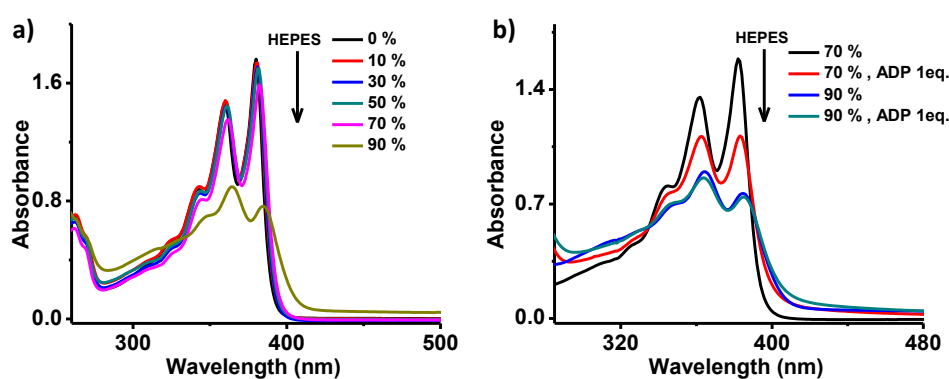 a)
HEPES
0 %
10 %
30 %
50 %
70 %
90 %
1.6
0.8
0.0
Absorbance
300
400
500
Wavelength (nm)
b)
HEPES
70 %
70 % , ADP 1eq.
90 %
90 % , ADP 1eq.
1.4
0.7
0.0
Absorbance
320
400
480
Wavelength (nm)